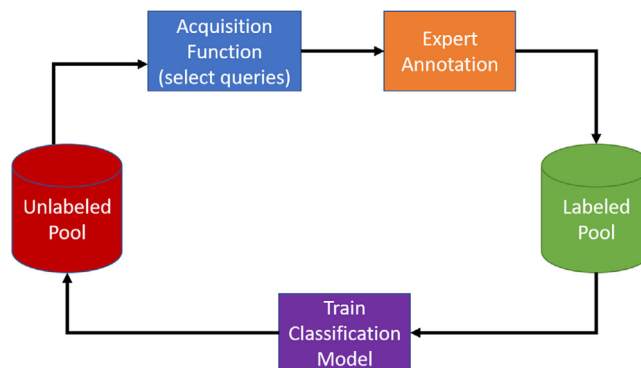 Acquisition
Function
(select queries)
Expert
Annotation
Unlabeled
Pool
Labeled
Pool
Train
Classification
Model